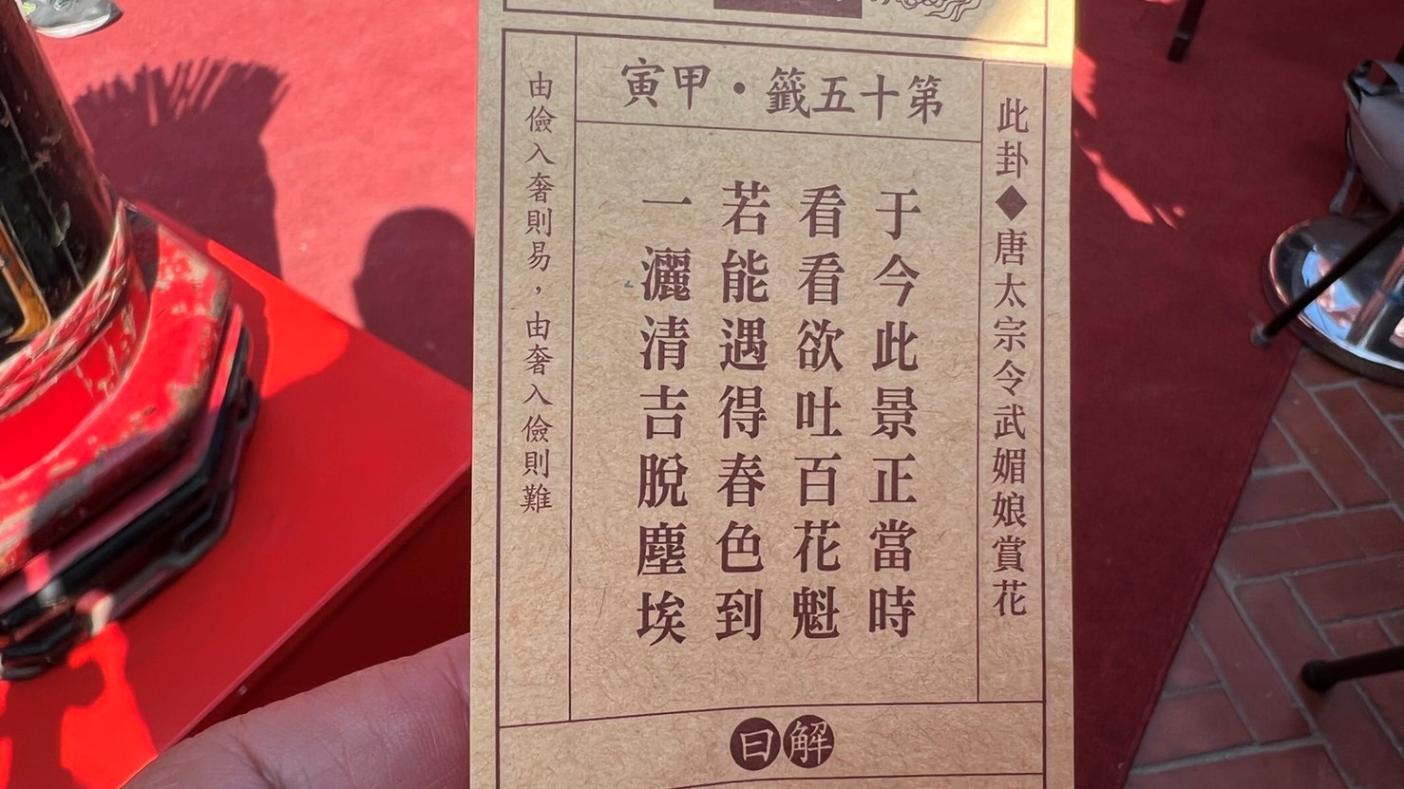 第十五籤・甲寅
此卦◆唐太宗令武媚娘賞花
于今此景正當時
看看欲吐百花魁
若能遇得春色到
一灑清吉脫塵埃
由儉入奢則易，由奢入儉則難
解曰